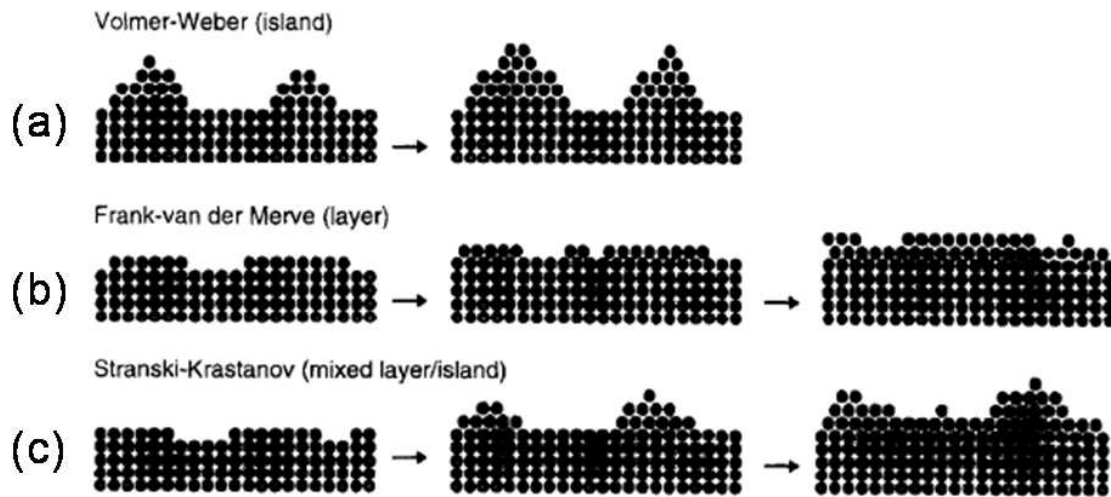 Volmer-Weber (island)
(a)
Frank-van der Merve (layer)
(b)
Stranski-Krastanov (mixed layer/island)
(c)